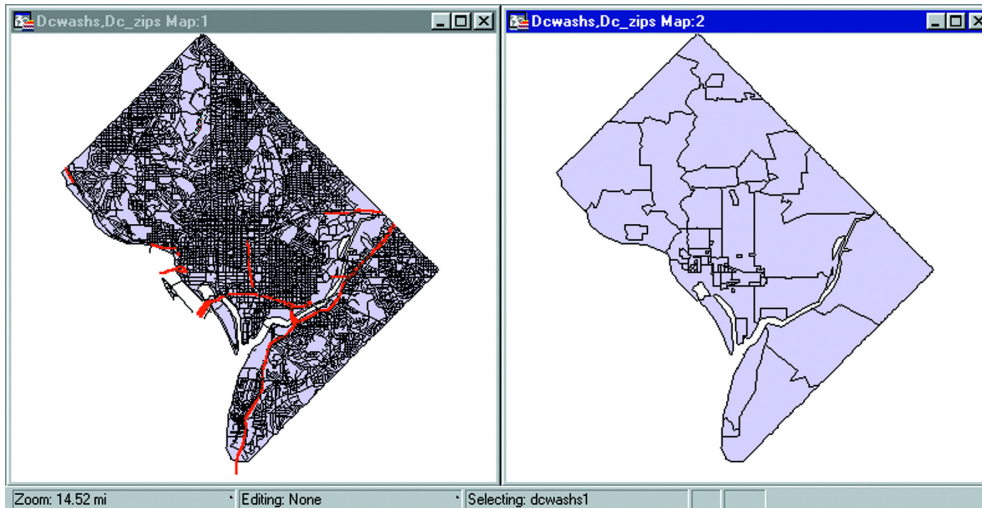 Dcwashs,Dc_zips Map:1
Dcwashs,Dc_zips Map:2
Zoom: 14.52 mi
Editing: None
Selecting: dcwashs1